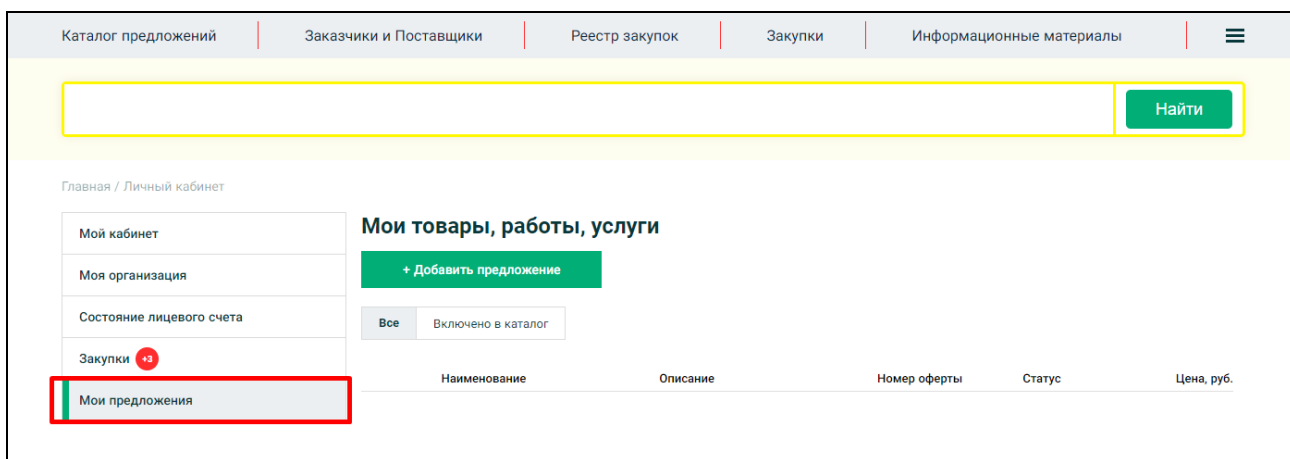 Каталог предложений Заказчики и Поставщики Реестр закупок Закупки Информационные материалы
Найти
Главная / Личный кабинет
Мой кабинет
Моя организация
Состояние лицевого счета
Закупки +3
Мои предложения
Мои товары, работы, услуги
+ Добавить предложение
Все Включено в каталог
Наименование Описание Номер оферты Статус Цена, руб.